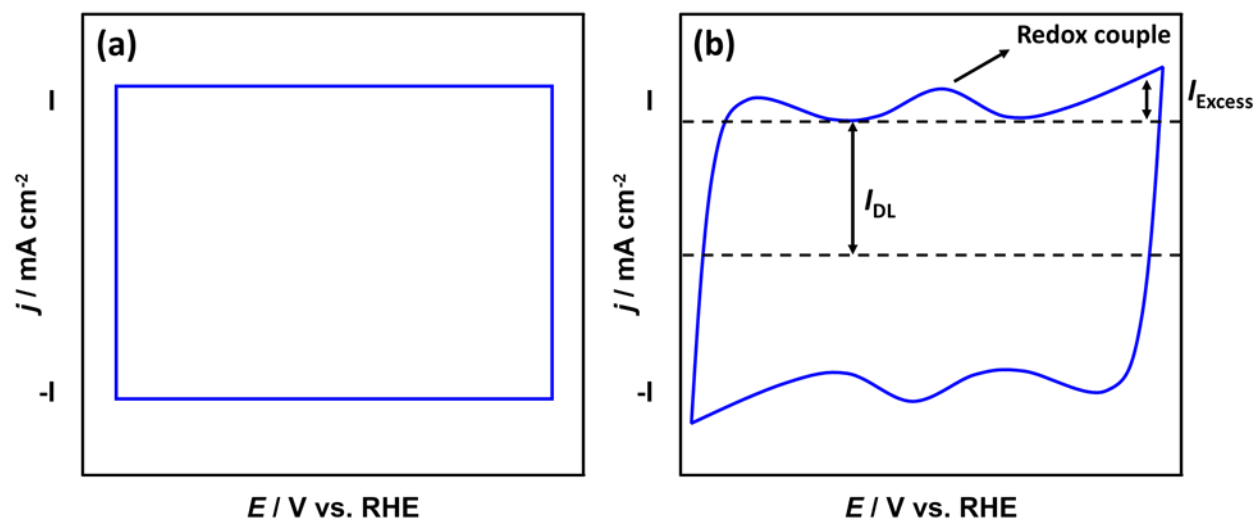 (a)
I
-I
j / mA cm-2
E / V vs. RHE
(b)
Redox couple
I
-I
IExcess
IDL
j / mA cm-2
E / V vs. RHE